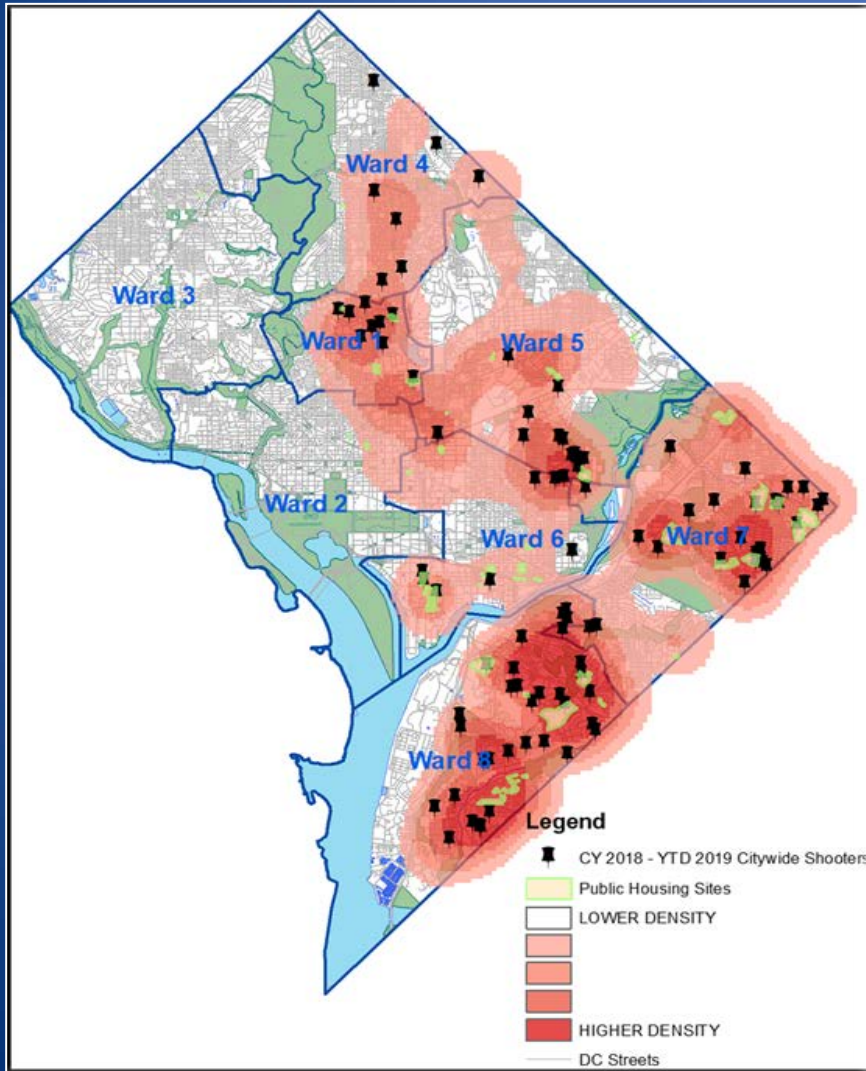 Ward 4
Ward 3
Ward 1
Ward 5
Ward 2
Ward 6
Ward 7
Ward 8
Legend
CY 2018 - YTD 2019 Citywide Shooters
Public Housing Sites
LOWER DENSITY
HIGHER DENSITY
DC Streets